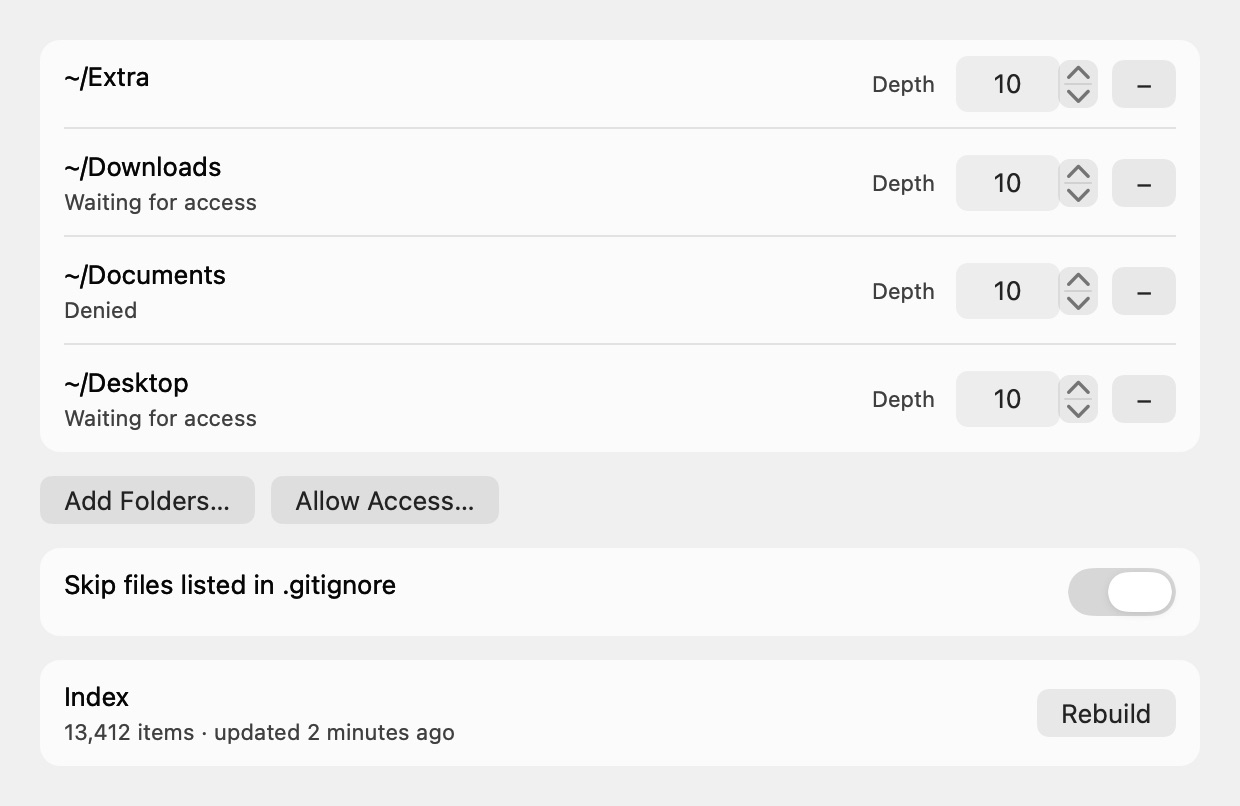 ~/Extra
Depth 10 –
~/Downloads
Waiting for access
Depth 10 –
~/Documents
Denied
Depth 10 –
~/Desktop
Waiting for access
Depth 10 –
Add Folders... Allow Access...
Skip files listed in .gitignore
Index
13,412 items · updated 2 minutes ago
Rebuild